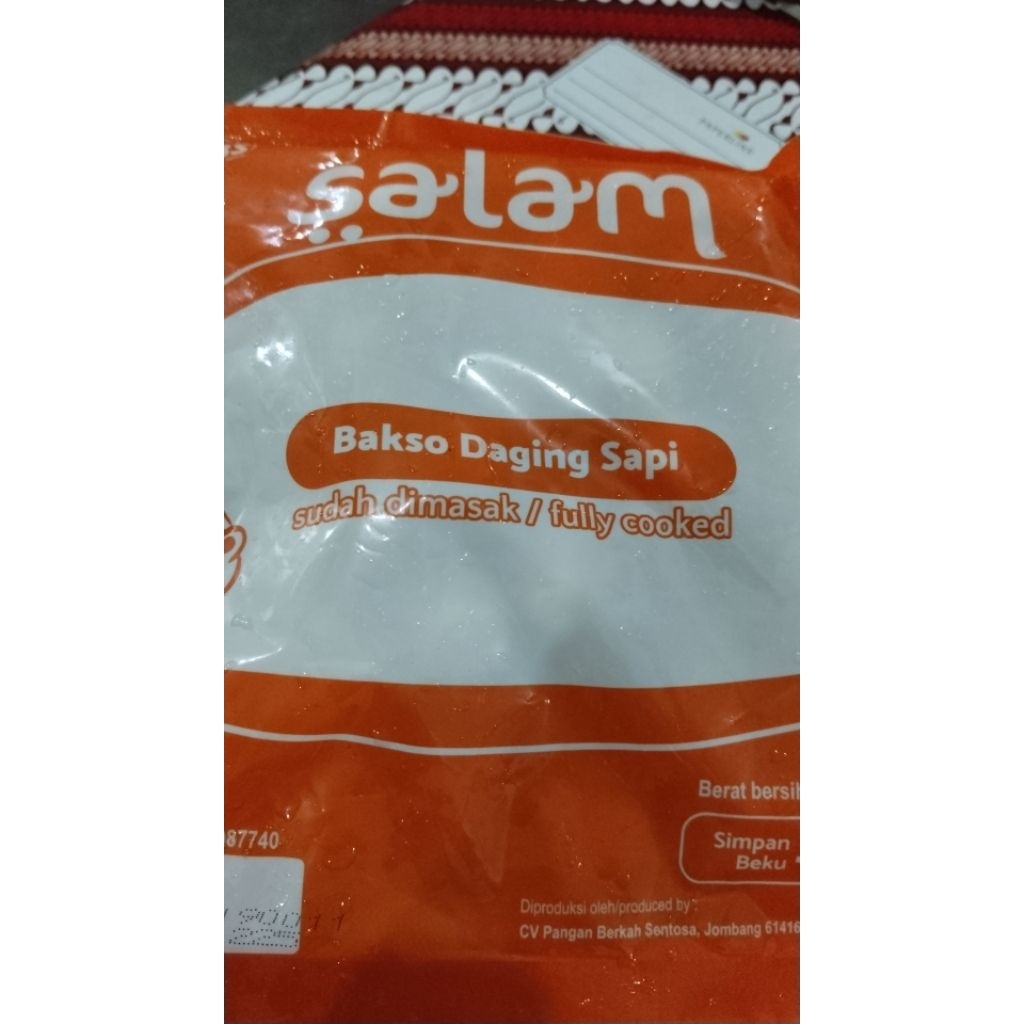 PAPERLINE
salam
Bakso Daging Sapi
sudah dimasak / fully cooked
Berat bersih
87740
Simpan
Beku
Diproduksi oleh/produced by :
CV Pangan Berkah Sentosa, Jombang 61416